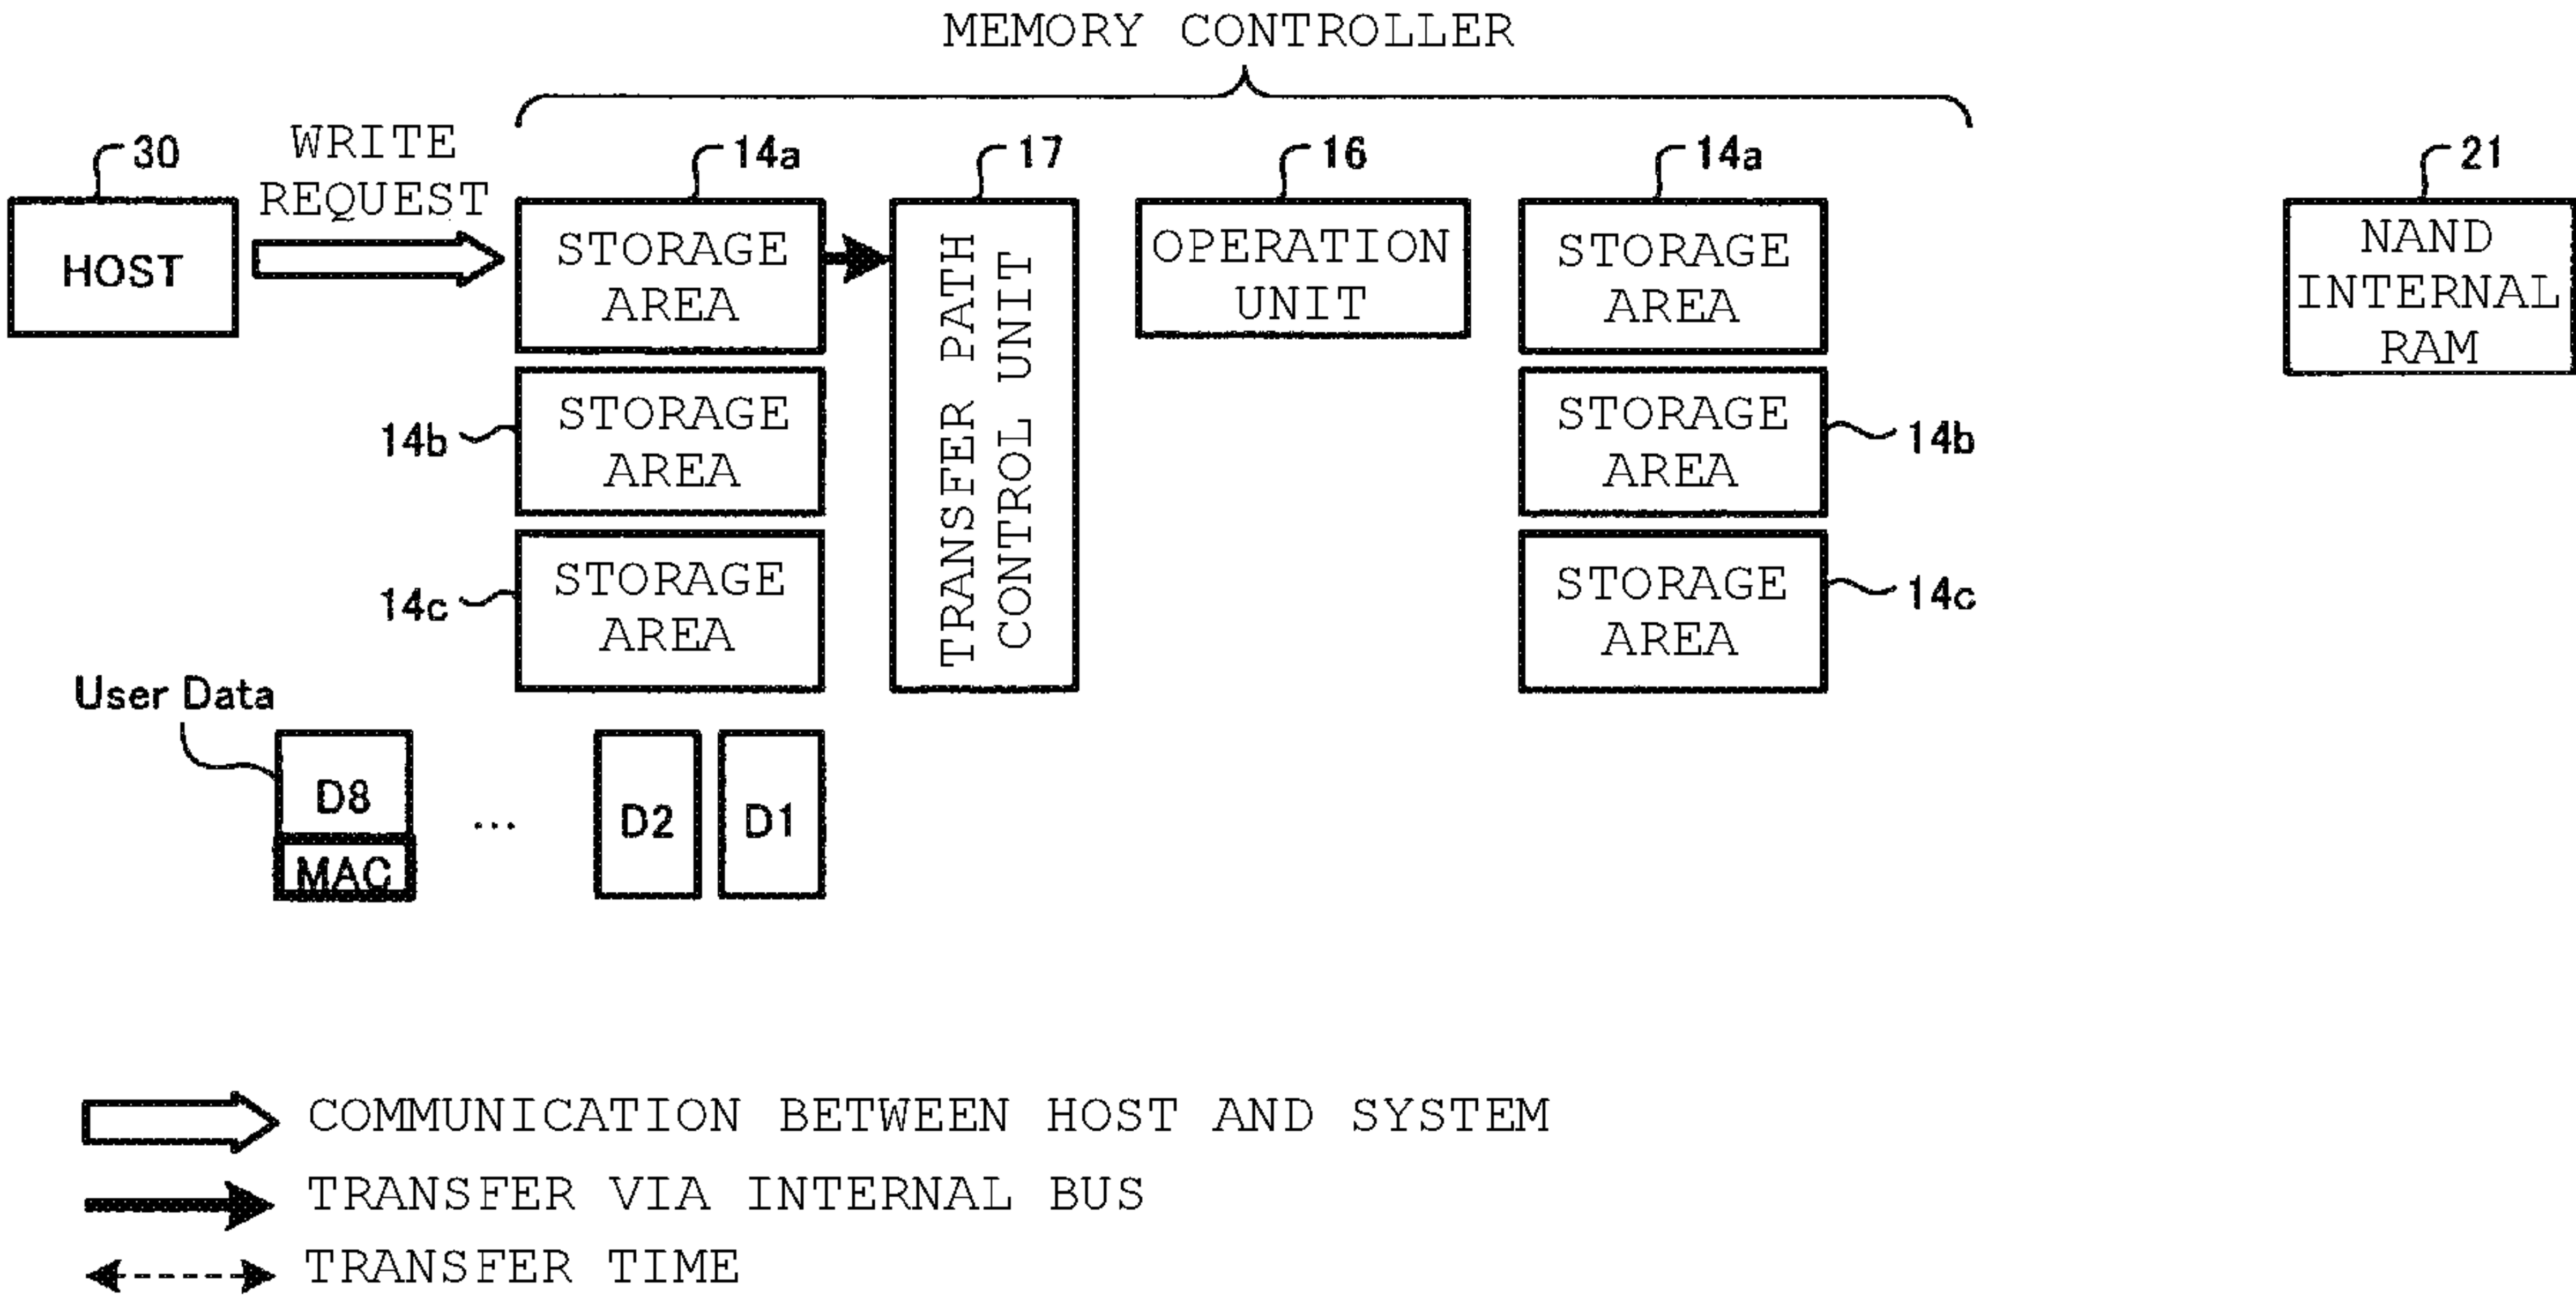 MEMORY CONTROLLER
30
WRITE
REQUEST
14a
17
16
14a
21
HOST
STORAGE
AREA
TRANSFER PATH
CONTROL UNIT
OPERATION
UNIT
STORAGE
AREA
NAND
INTERNAL
RAM
14b
STORAGE
AREA
STORAGE
AREA
14b
14c
STORAGE
AREA
STORAGE
AREA
14c
User Data
D8
MAC
...
D2
D1
COMMUNICATION BETWEEN HOST AND SYSTEM
TRANSFER VIA INTERNAL BUS
TRANSFER TIME